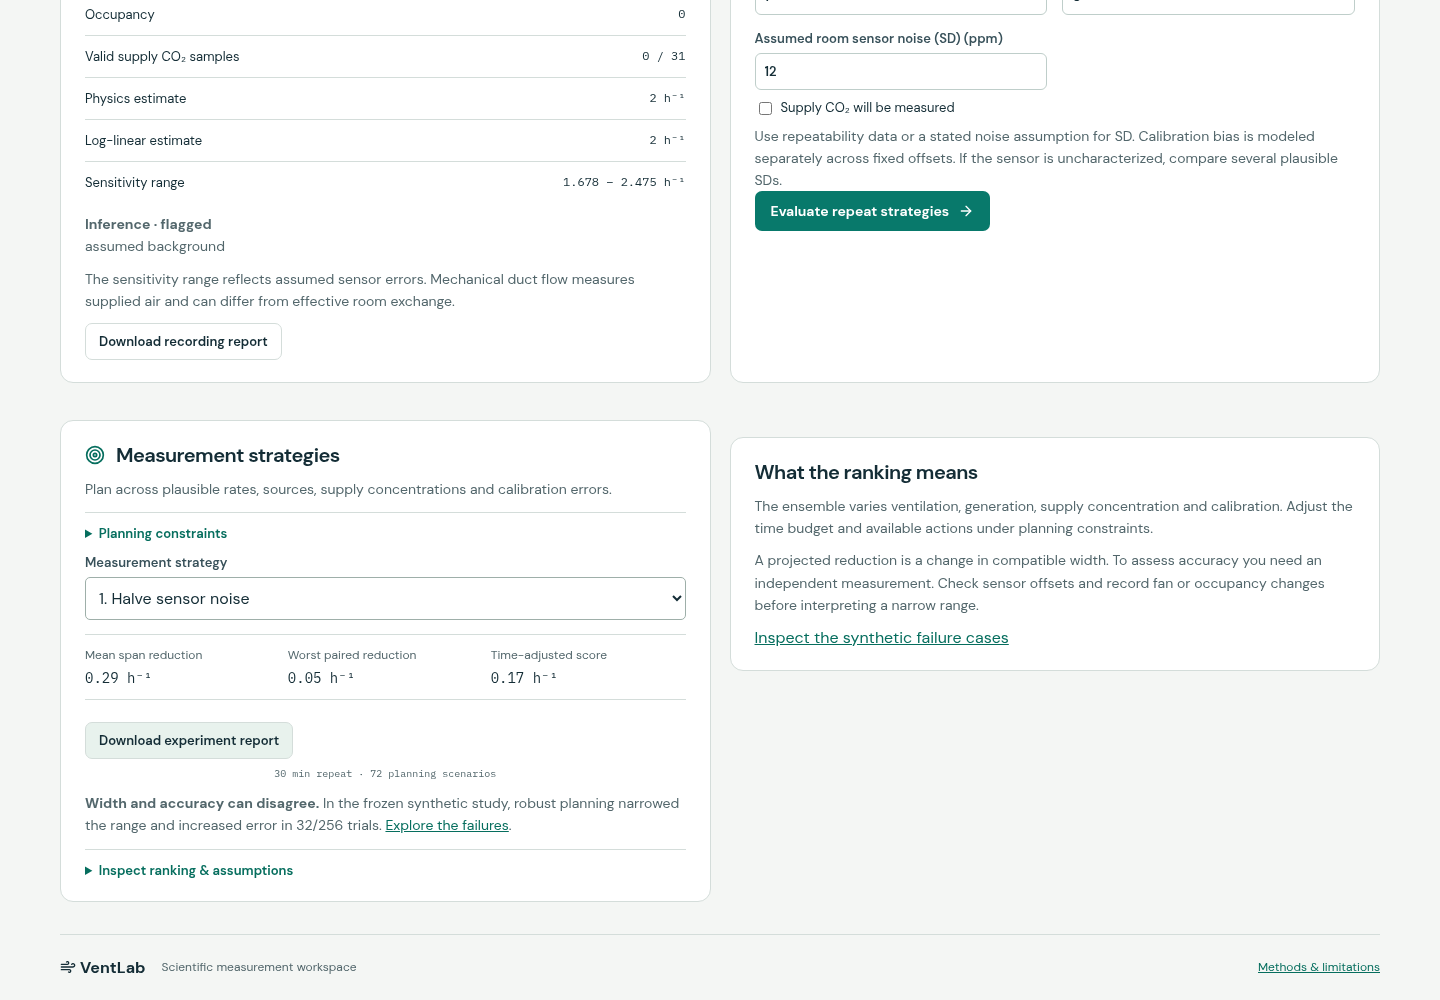 Occupancy
0
Valid supply CO₂ samples
0 / 31
Physics estimate
2 h⁻¹
Log-linear estimate
2 h⁻¹
Sensitivity range
1.678 – 2.475 h⁻¹
Inference · flagged
assumed background
The sensitivity range reflects assumed sensor errors. Mechanical duct flow measures
supplied air and can differ from effective room exchange.
Download recording report
Assumed room sensor noise (SD) (ppm)
12
Supply CO₂ will be measured
Use repeatability data or a stated noise assumption for SD. Calibration bias is modeled
separately across fixed offsets. If the sensor is uncharacterized, compare several plausible
SDs.
Evaluate repeat strategies →
Measurement strategies
Plan across plausible rates, sources, supply concentrations and calibration errors.
▶ Planning constraints
Measurement strategy
1. Halve sensor noise
Mean span reduction
0.29 h⁻¹
Worst paired reduction
0.05 h⁻¹
Time-adjusted score
0.17 h⁻¹
Download experiment report
30 min repeat · 72 planning scenarios
Width and accuracy can disagree. In the frozen synthetic study, robust planning narrowed
the range and increased error in 32/256 trials. Explore the failures.
▶ Inspect ranking & assumptions
What the ranking means
The ensemble varies ventilation, generation, supply concentration and calibration. Adjust the
time budget and available actions under planning constraints.
A projected reduction is a change in compatible width. To assess accuracy you need an
independent measurement. Check sensor offsets and record fan or occupancy changes
before interpreting a narrow range.
Inspect the synthetic failure cases
VentLab
Scientific measurement workspace
Methods & limitations